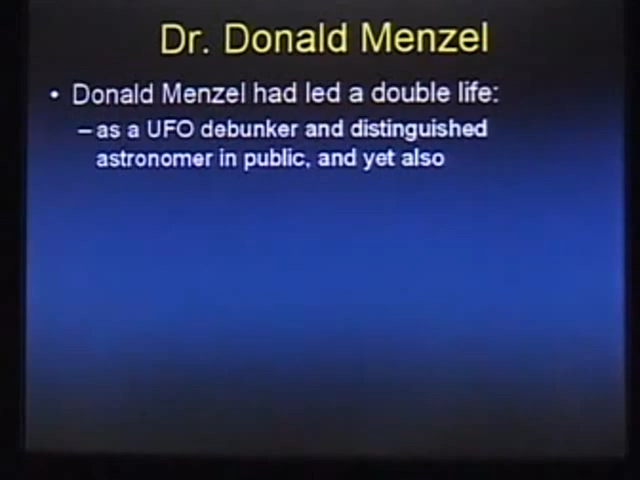 Dr. Donald Menzel
• Donald Menzel had led a double life:
– as a UFO debunker and distinguished
astronomer in public, and yet also